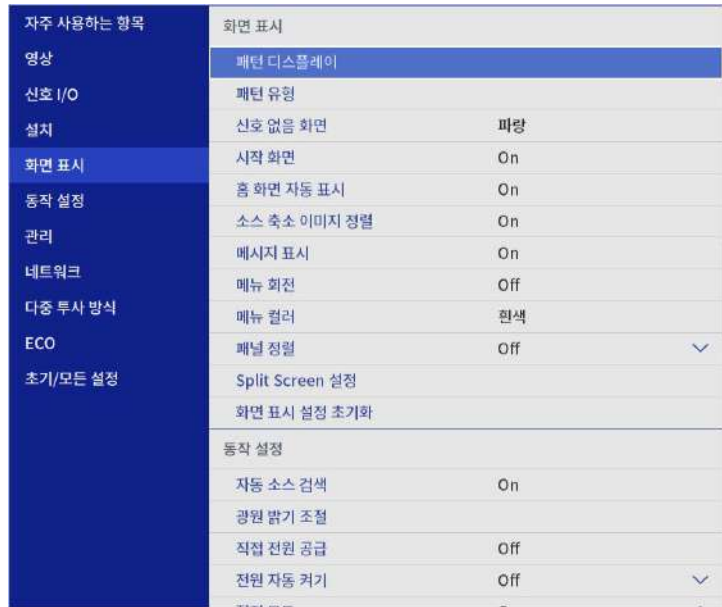 자주 사용하는 항목
영상
신호 I/O
설치
화면 표시
동작 설정
관리
네트워크
다중 투사 방식
ECO
초기/모든 설정
화면 표시
패턴 디스플레이
패턴 유형
신호 없음 화면 파랑
시작 화면 On
홈 화면 자동 표시 On
소스 축소 이미지 정렬 On
메시지 표시 On
메뉴 회전 Off
메뉴 컬러 흰색
패널 정렬 Off
Split Screen 설정
화면 표시 설정 초기화
동작 설정
자동 소스 검색 On
광원 밝기 조절
직접 전원 공급 Off
전원 자동 켜기 Off